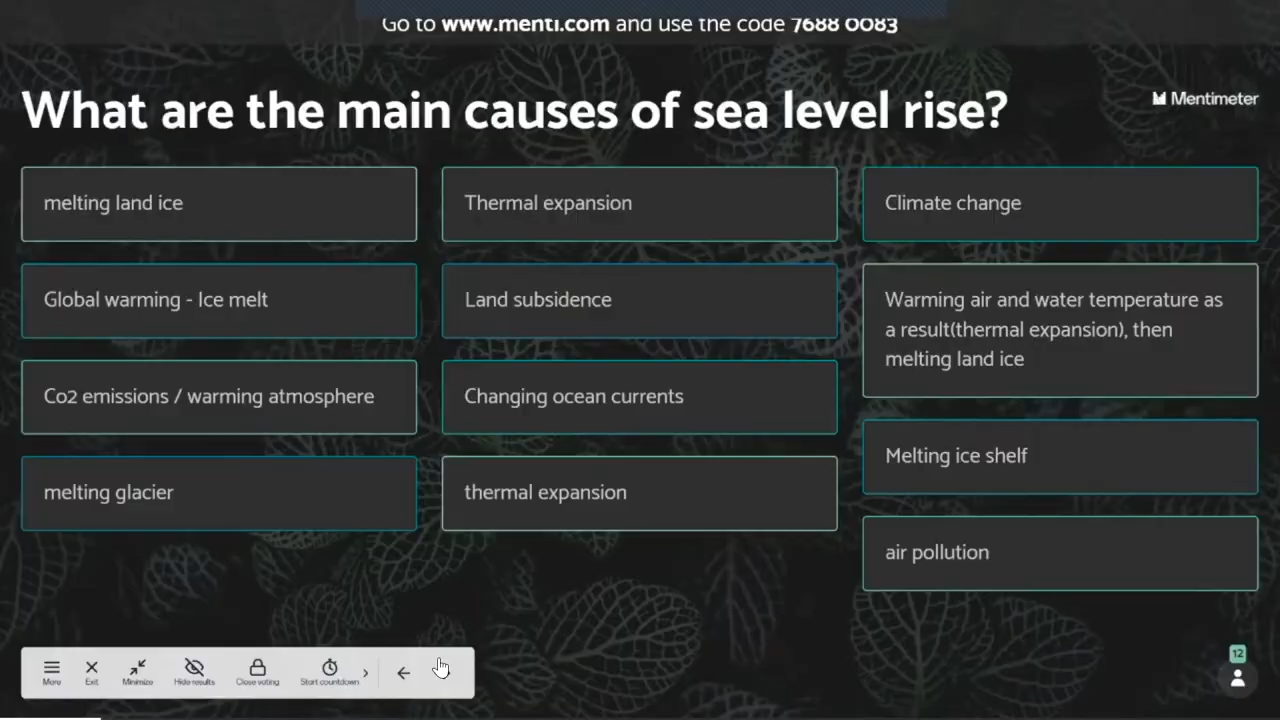 Go to www.menti.com and use the code 7688 0083
What are the main causes of sea level rise?
Mentimeter
melting land ice
Thermal expansion
Climate change
Global warming - Ice melt
Land subsidence
Warming air and water temperature as
a result(thermal expansion), then
melting land ice
Co2 emissions / warming atmosphere
Changing ocean currents
Melting ice shelf
melting glacier
thermal expansion
air pollution
More
Exit
Minimize
Hide results
Close voting
Start countdown
12